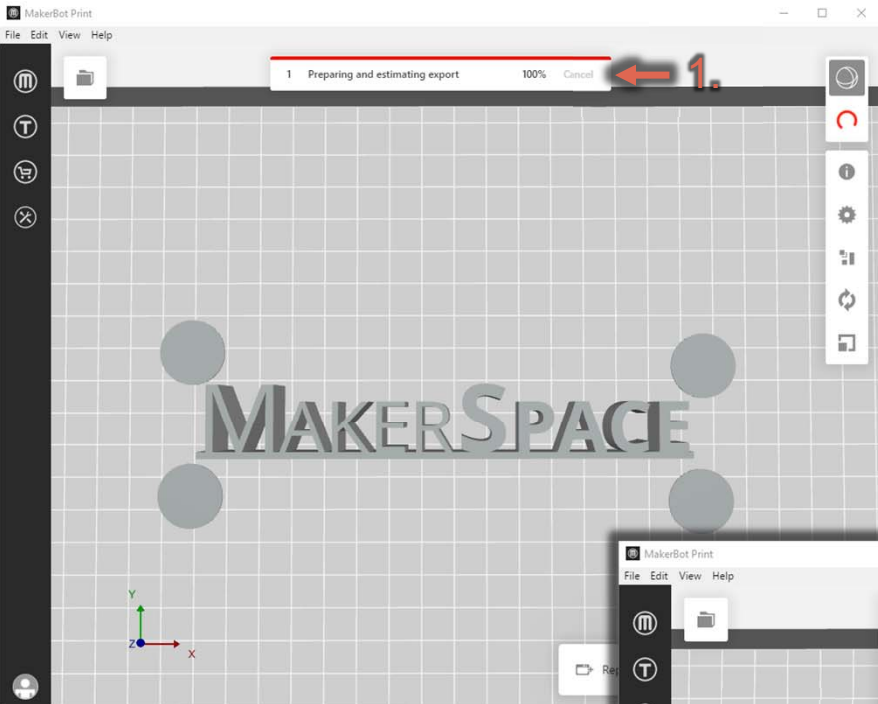 MakerBot Print
File Edit View Help
1 Preparing and estimating export 100% Cancel
1.
MAKERSPACE
Y
Z
X
MakerBot Print
File Edit View Help